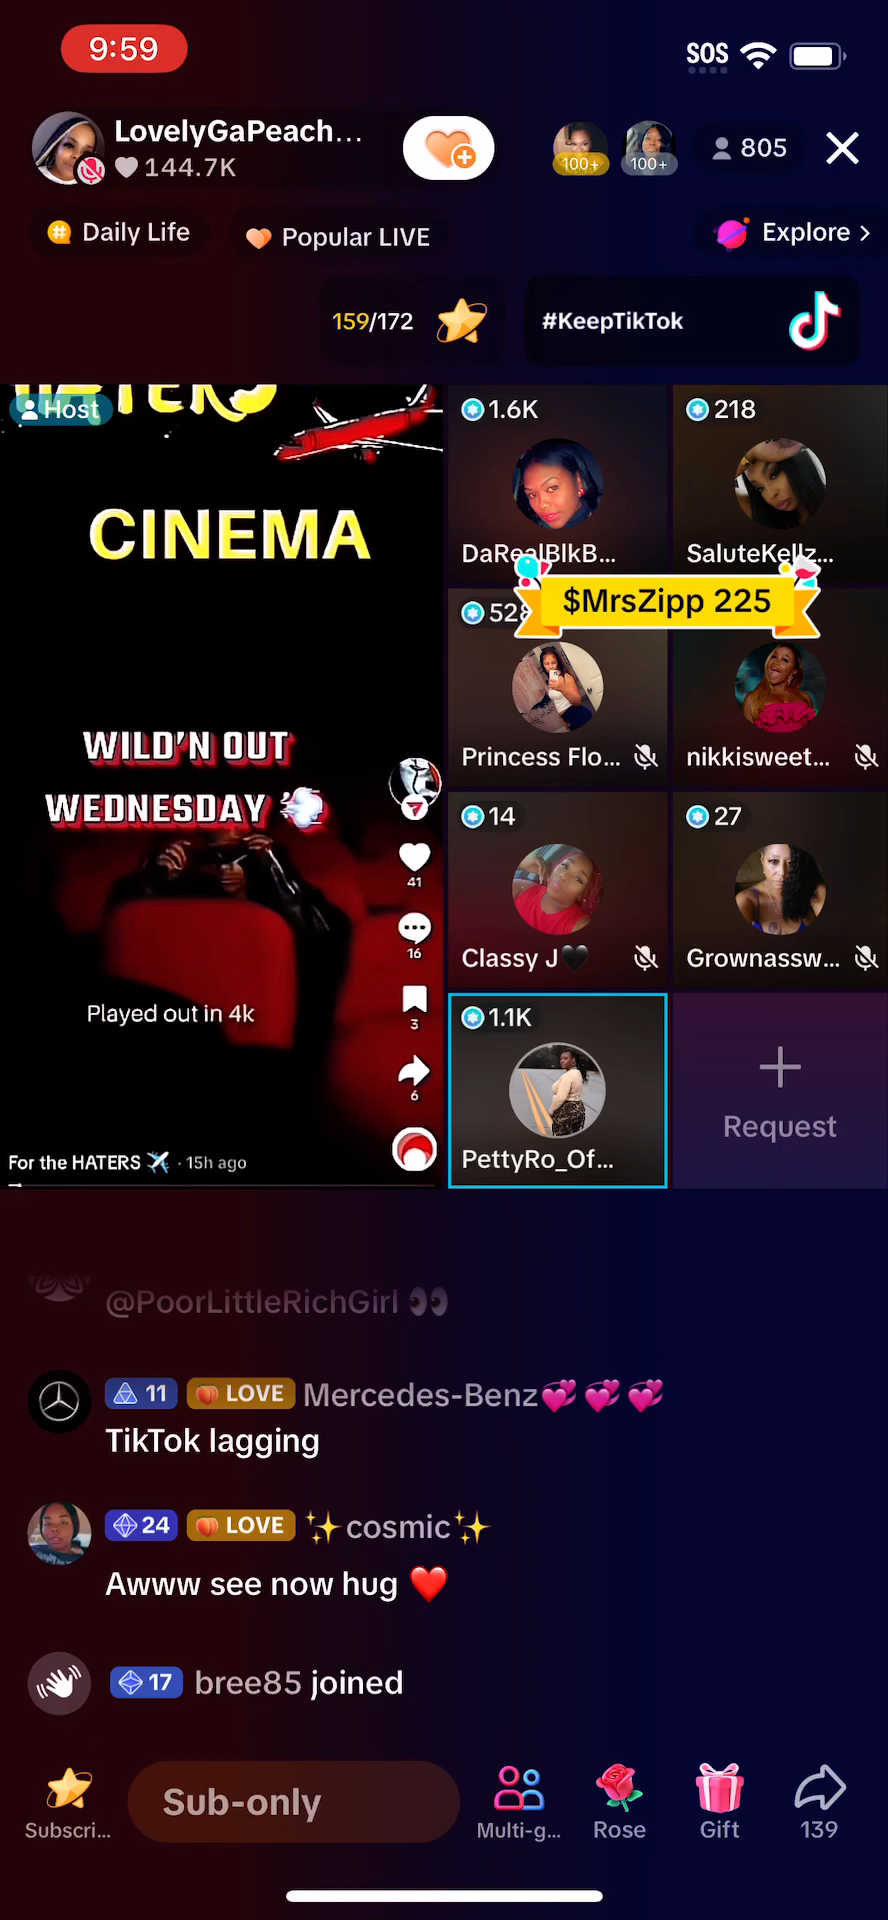 9:59
SOS
LovelyGaPeach...
144.7K
100+
100+
805
Daily Life
Popular LIVE
Explore >
159/172
#KeepTikTok
HATERS
Host
CINEMA
WILD'N OUT
WEDNESDAY
41
16
3
6
Played out in 4k
For the HATERS ✈️ · 15h ago
1.6K
DaRealBlkB...
218
SaluteKellz...
$MrsZipp 225
528
Princess Flo...
nikkisweet...
14
Classy J🖤
27
Grownassw...
1.1K
PettyRo_Of...
Request
@PoorLittleRichGirl 👀
11 🍑 LOVE Mercedes-Benz💞💞💞
TikTok lagging
24 🍑 LOVE ✨cosmic✨
Awww see now hug ❤️
17 bree85 joined
Subscri...
Sub-only
Multi-g...
Rose
Gift
139